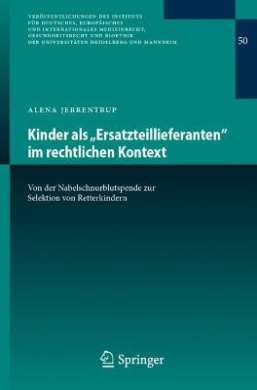 VERÖFFENTLICHUNGEN DES INSTITUTS
FÜR DEUTSCHES, EUROPÄISCHES
UND INTERNATIONALES MEDIZINRECHT,
GESUNDHEITSRECHT UND BIOETHIK
DER UNIVERSITÄTEN HEIDELBERG UND MANNHEIM
50
ALENA JERRENTRUP
Kinder als „Ersatzteillieferanten“
im rechtlichen Kontext
Von der Nabelschnurblutspende zur
Selektion von Retterkindern
Springer